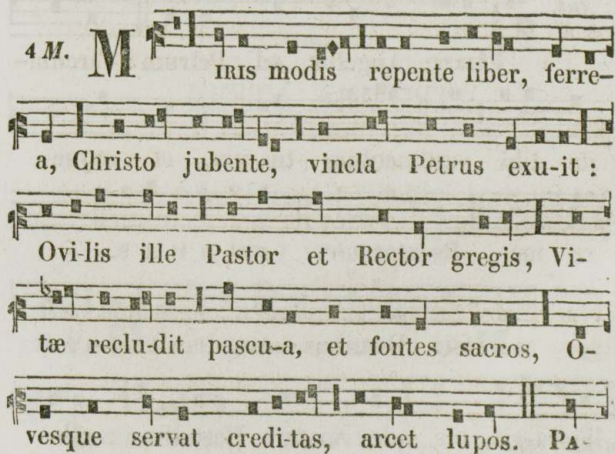 4 M. MIRIS modis repente liber, ferre-
a, Christo jubente, vincla Petrus exu-it :
Ovi-lis ille Pastor et Rector gregis, Vi-
tæ reclu-dit pascu-a, et fontes sacros, O-
vesque servat credi-tas, arcet lupos. PA